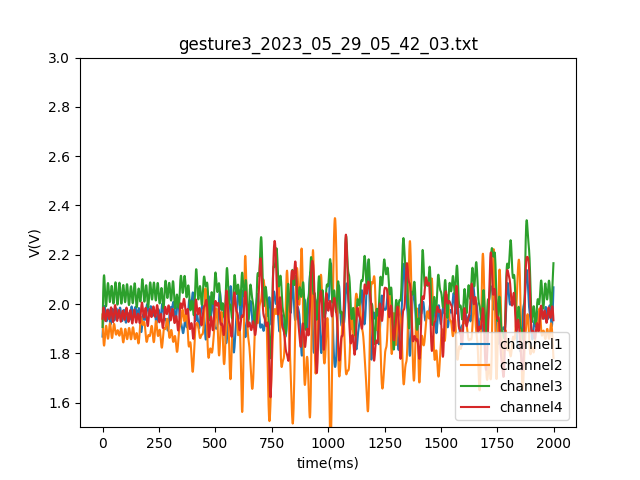 gesture3_2023_05_29_05_42_03.txt
3.0
2.8
2.6
2.4
2.2
2.0
1.8
1.6
V(V)
channel1
channel2
channel3
channel4
0 250 500 750 1000 1250 1500 1750 2000
time(ms)